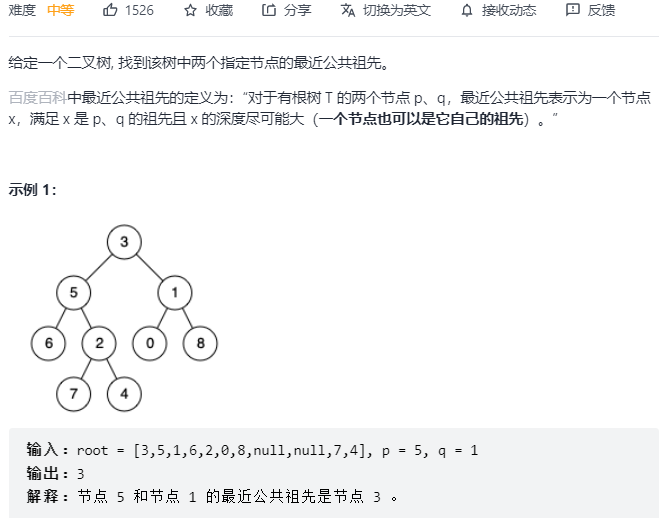 难度 中等 1526 收藏 分享 切换为英文 接收动态 反馈
给定一个二叉树, 找到该树中两个指定节点的最近公共祖先。
百度百科中最近公共祖先的定义为：“对于有根树 T 的两个节点 p、q，最近公共祖先表示为一个节点
x，满足 x 是 p、q 的祖先且 x 的深度尽可能大（一个节点也可以是它自己的祖先）。”
示例 1：
3
5 1
6 2 0 8
7 4
输入：root = [3,5,1,6,2,0,8,null,null,7,4], p = 5, q = 1
输出：3
解释：节点 5 和节点 1 的最近公共祖先是节点 3 。